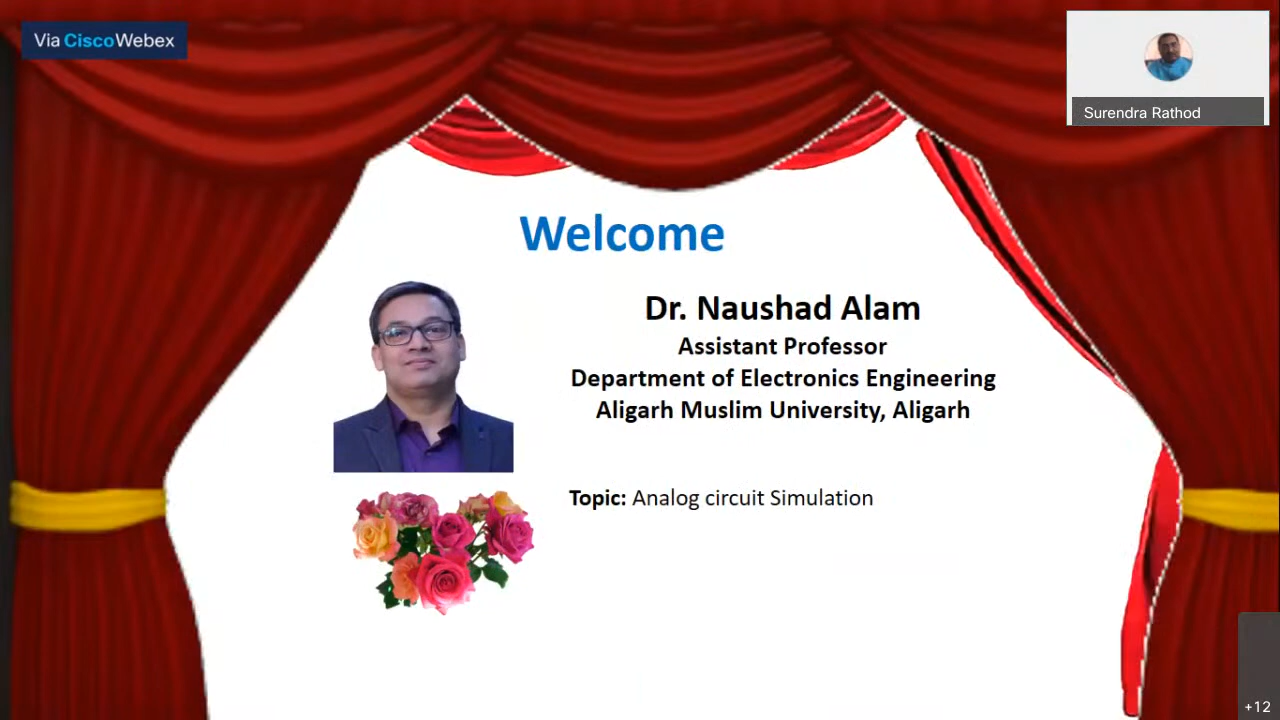 Via CiscoWebex
Surendra Rathod
Welcome
Dr. Naushad Alam
Assistant Professor
Department of Electronics Engineering
Aligarh Muslim University, Aligarh
Topic: Analog circuit Simulation
+12